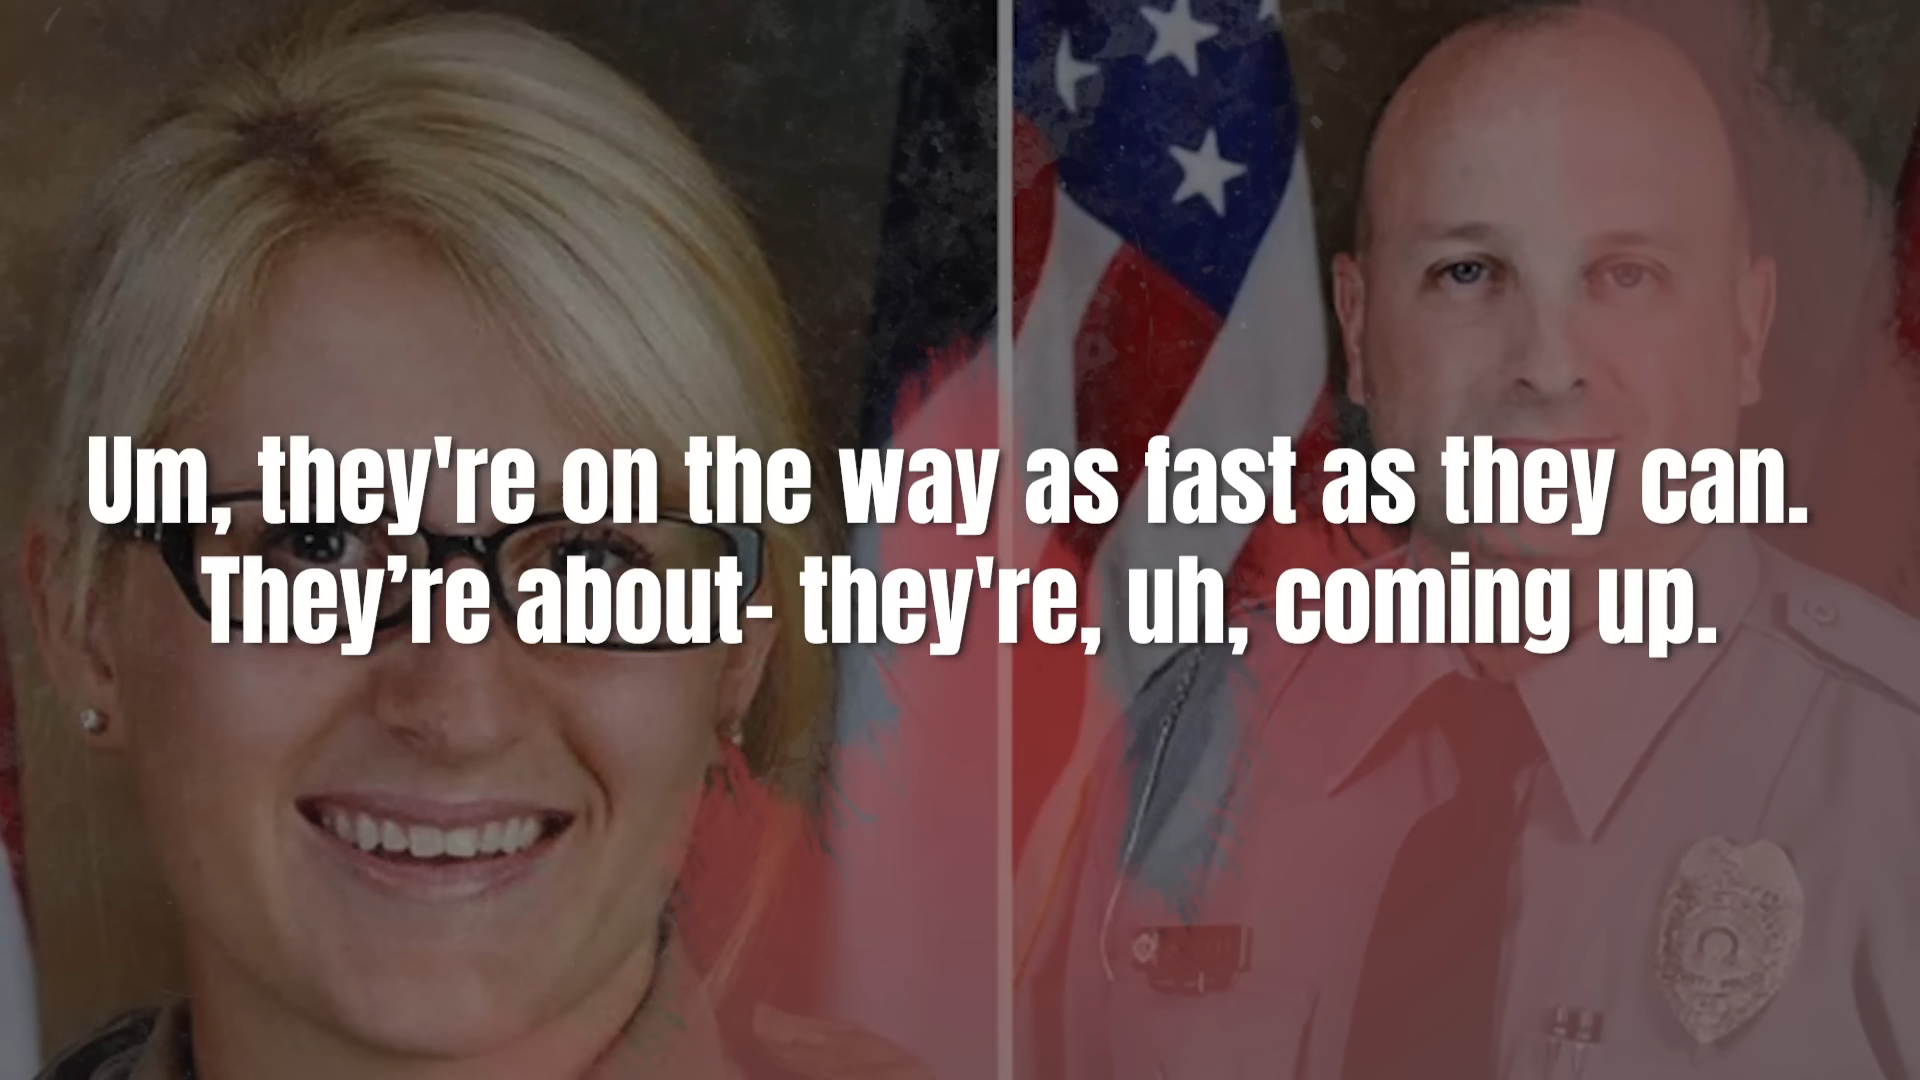 Um, they're on the way as fast as they can.
They’re about- they're, uh, coming up.